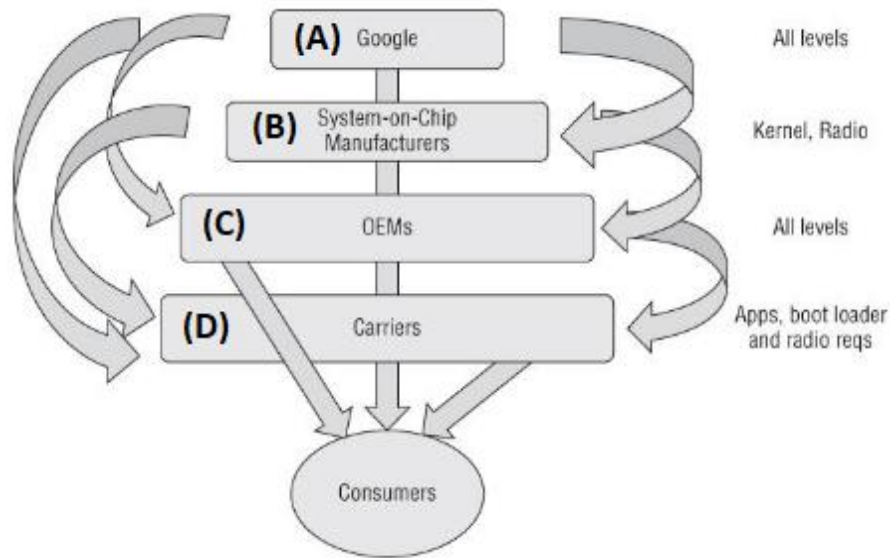 (A) Google
All levels
(B) System-on-Chip
Manufacturers
Kernel, Radio
(C) OEMs
All levels
(D) Carriers
Apps, boot loader
and radio reqs
Consumers